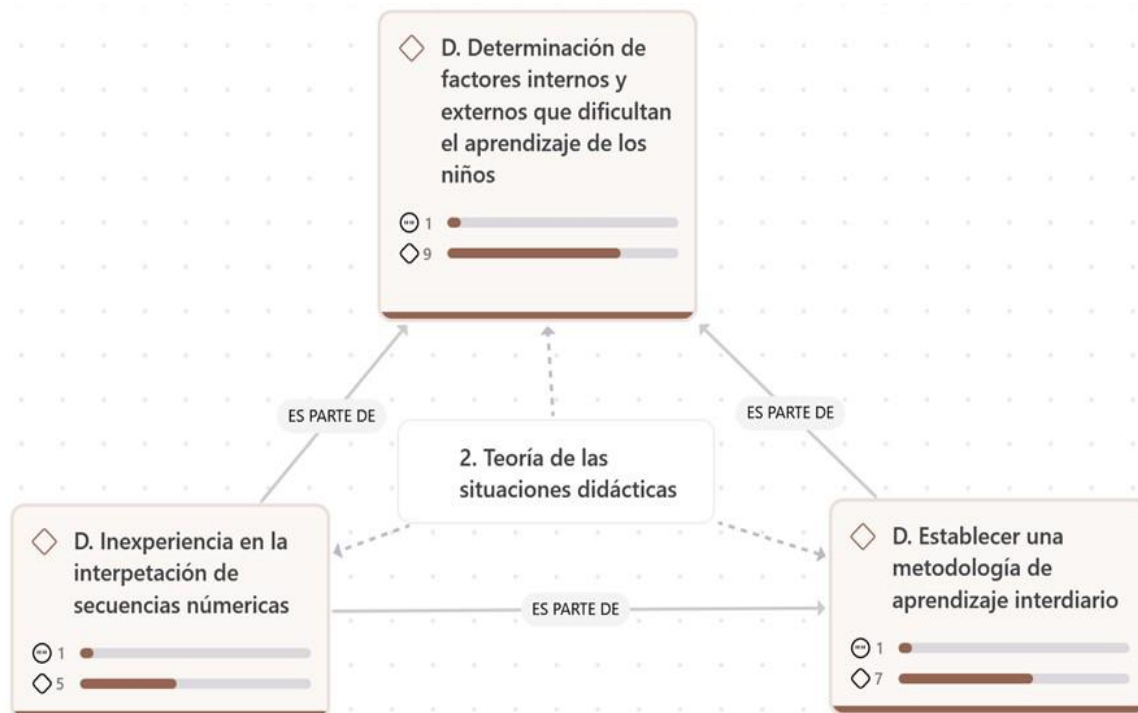 D. Determinación de
factores internos y
externos que dificultan
el aprendizaje de los
niños
1
9
ES PARTE DE
ES PARTE DE
2. Teoría de las
situaciones didácticas
D. Inexperiencia en la
interpetación de
secuencias númericas
1
5
ES PARTE DE
D. Establecer una
metodología de
aprendizaje interdiario
1
7